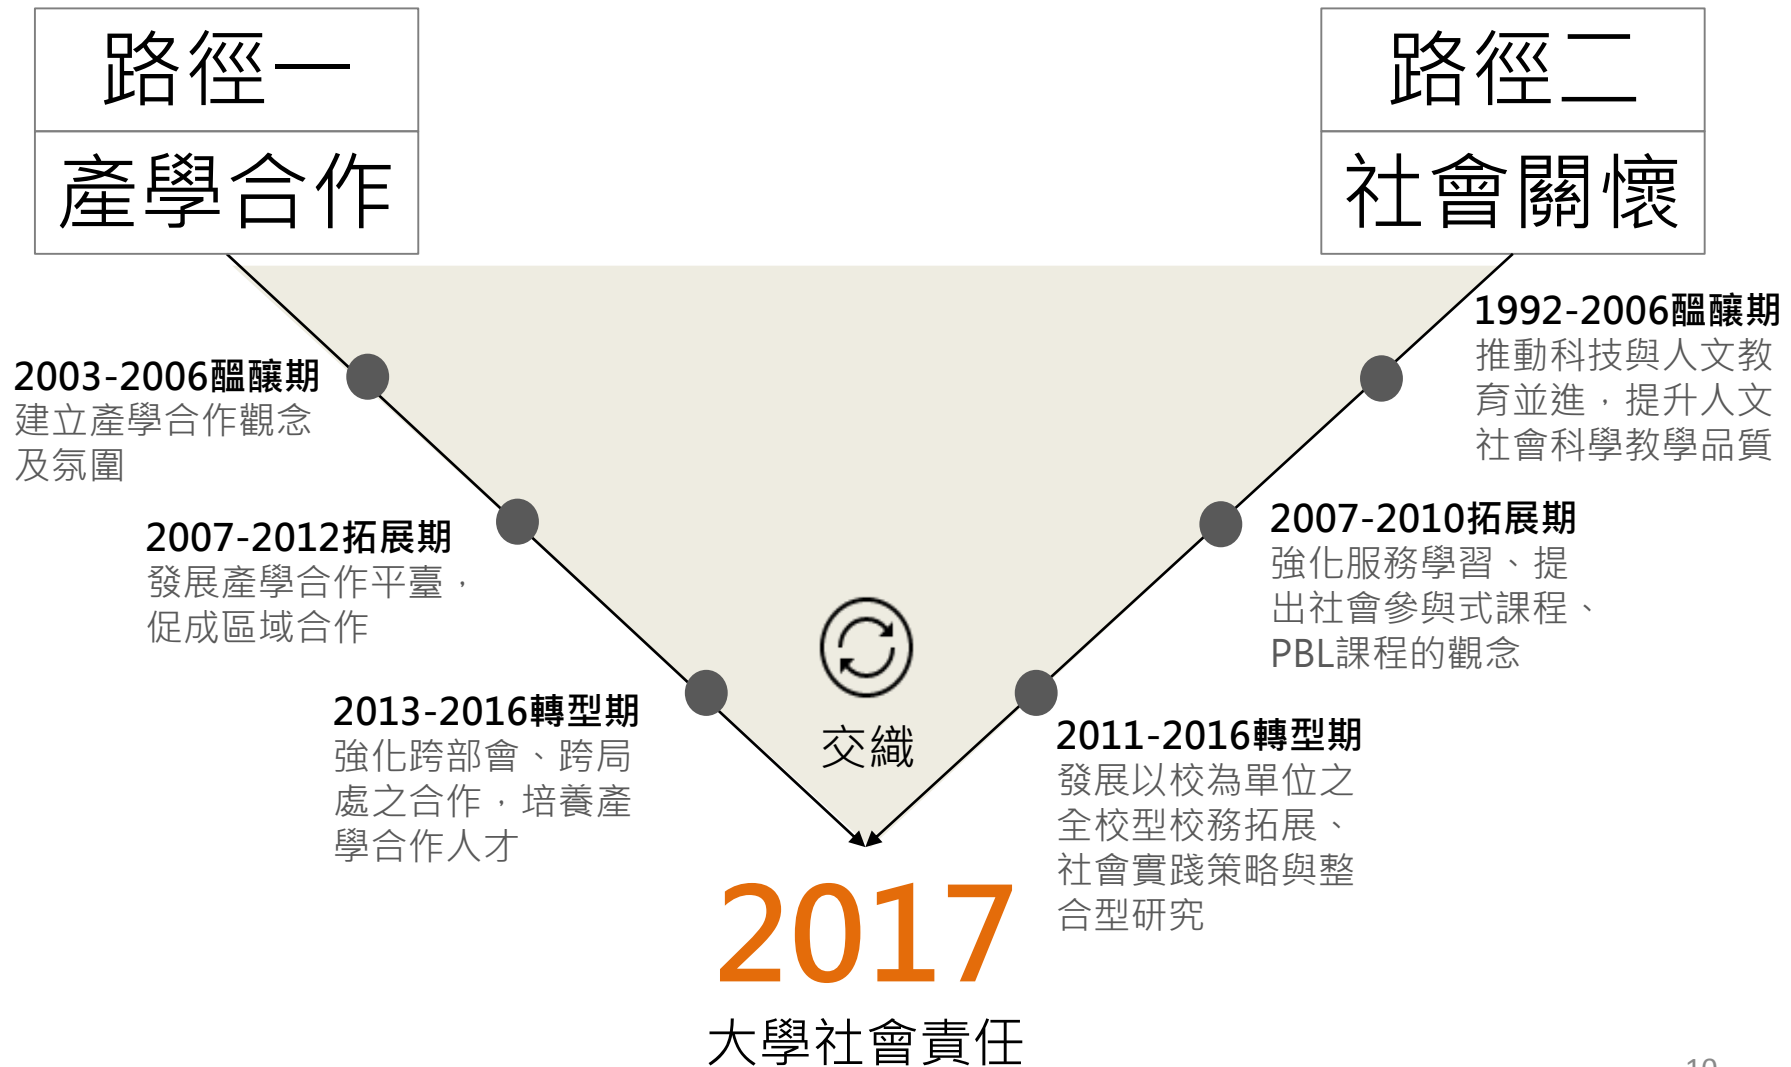 路徑一
產學合作
路徑二
社會關懷
2003-2006醞釀期
建立產學合作觀念
及氛圍
2007-2012拓展期
發展產學合作平臺，
促成區域合作
2013-2016轉型期
強化跨部會、跨局
處之合作，培養產
學合作人才
1992-2006醞釀期
推動科技與人文教
育並進，提升人文
社會科學教學品質
2007-2010拓展期
強化服務學習、提
出社會參與式課程、
PBL課程的觀念
2011-2016轉型期
發展以校為單位之
全校型校務拓展、
社會實踐策略與整
合型研究
交織
2017
大學社會責任